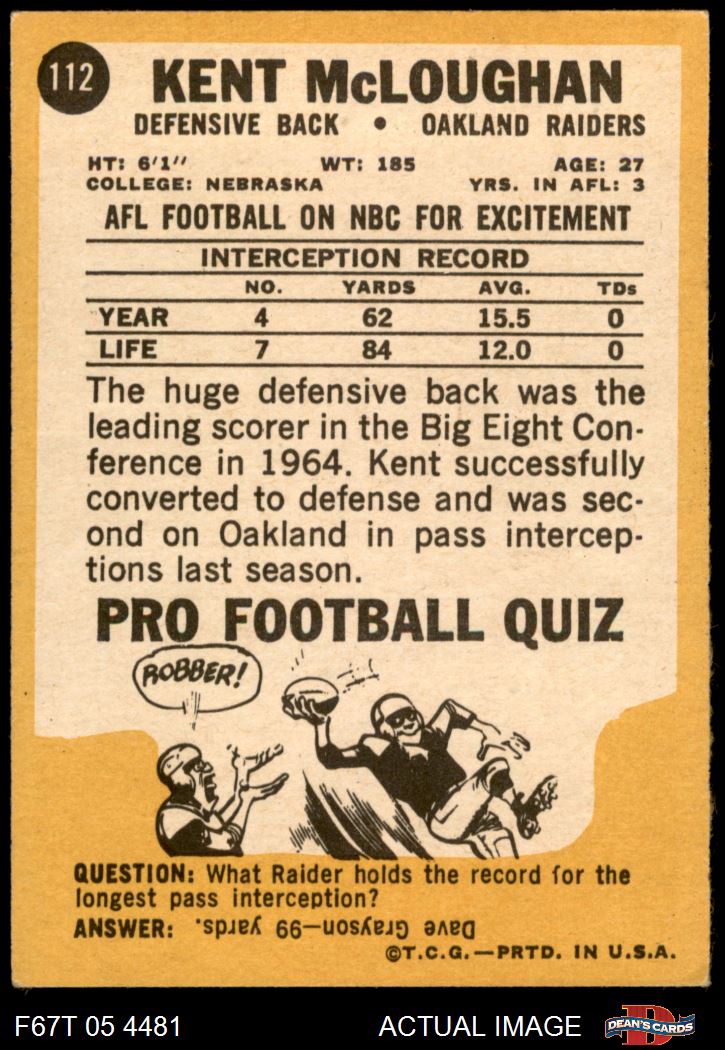 112
KENT McLOUGHAN
DEFENSIVE BACK • OAKLAND RAIDERS
HT: 6'1" WT: 185 AGE: 27
COLLEGE: NEBRASKA YRS. IN AFL: 3
AFL FOOTBALL ON NBC FOR EXCITEMENT
INTERCEPTION RECORD
NO. YARDS AVG. TDs
YEAR 4 62 15.5 0
LIFE 7 84 12.0 0
The huge defensive back was the
leading scorer in the Big Eight Con-
ference in 1964. Kent successfully
converted to defense and was sec-
ond on Oakland in pass intercep-
tions last season.
PRO FOOTBALL QUIZ
ROBBER!
QUESTION: What Raider holds the record for the
longest pass interception?
ANSWER: Dave Grayson—99 yards.
©T.C.G.—PRTD. IN U.S.A.
F67T 05 4481 ACTUAL IMAGE D DEAN'S CARDS